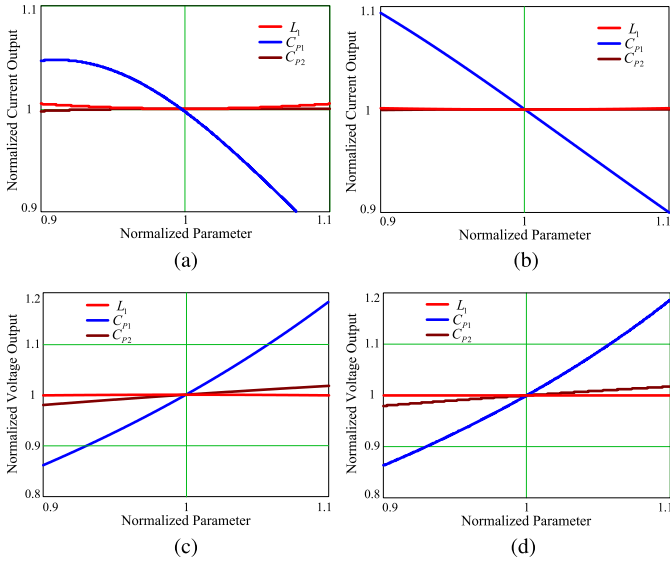 1.1
L1
CP1
CP2
Normalized Current Output
1
0.9
0.9
1
1.1
Normalized Parameter
(a)
1.1
L1
CP1
CP2
Normalized Current Output
1
0.9
0.9
1
1.1
Normalized Parameter
(b)
1.2
L1
CP1
CP2
Normalized Voltage Output
1.1
1
0.9
0.8
0.9
1
1.1
Normalized Parameter
(c)
1.2
L1
CP1
CP2
Normalized Voltage Output
1.1
1
0.9
0.8
0.9
1
1.1
Normalized Parameter
(d)